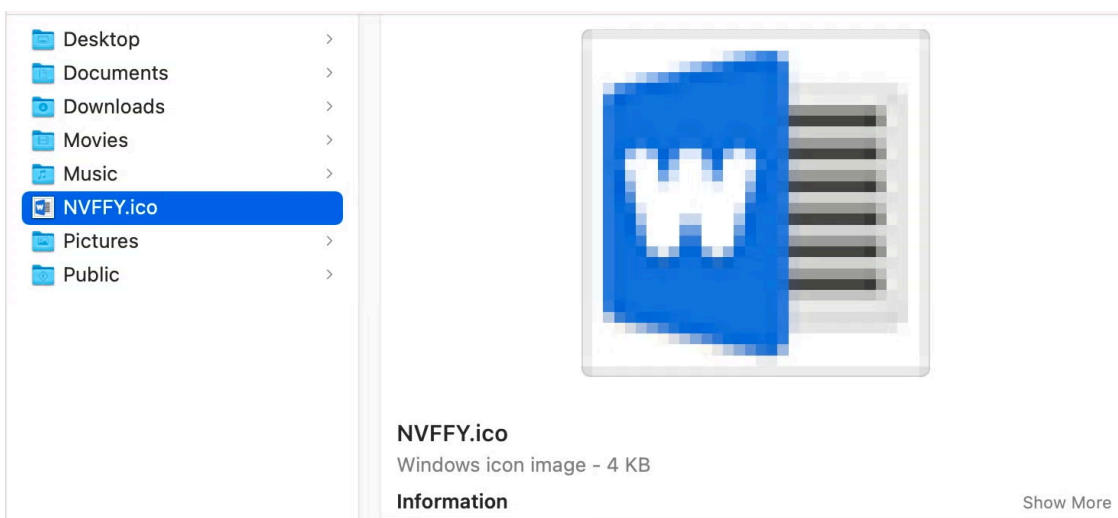 Desktop
Documents
Downloads
Movies
Music
NVFFY.ico
Pictures
Public
W
NVFFY.ico
Windows icon image - 4 KB
Information
Show More